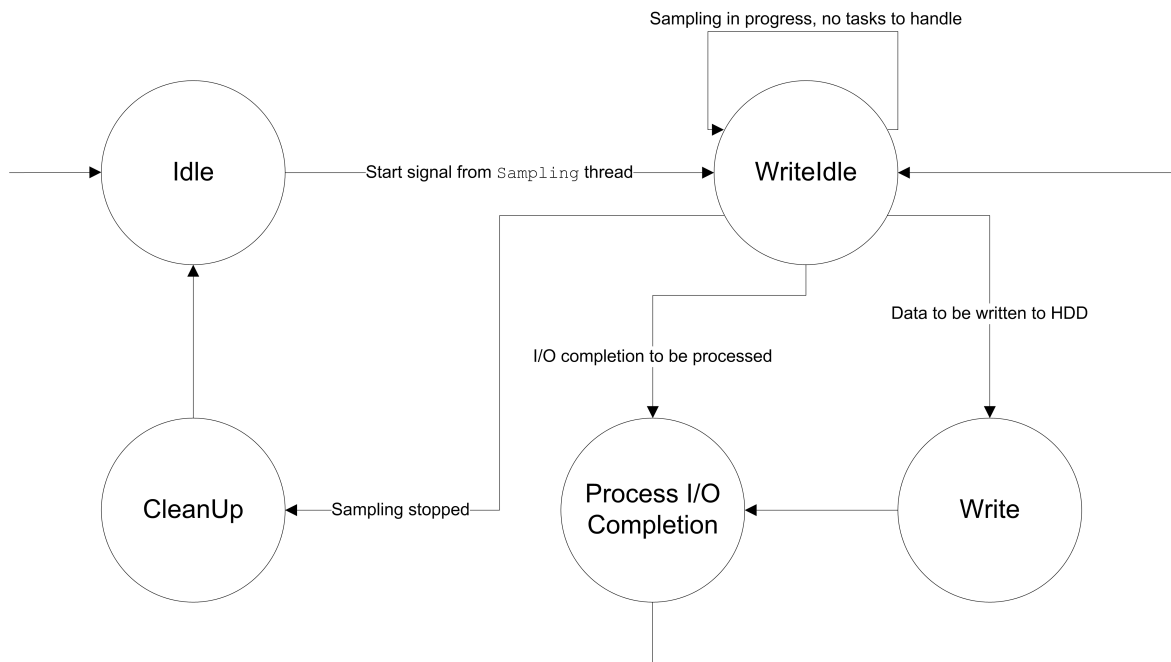 Sampling in progress, no tasks to handle
Idle
Start signal from Sampling thread
WriteIdle
Data to be written to HDD
I/O completion to be processed
CleanUp
Sampling stopped
Process I/O
Completion
Write